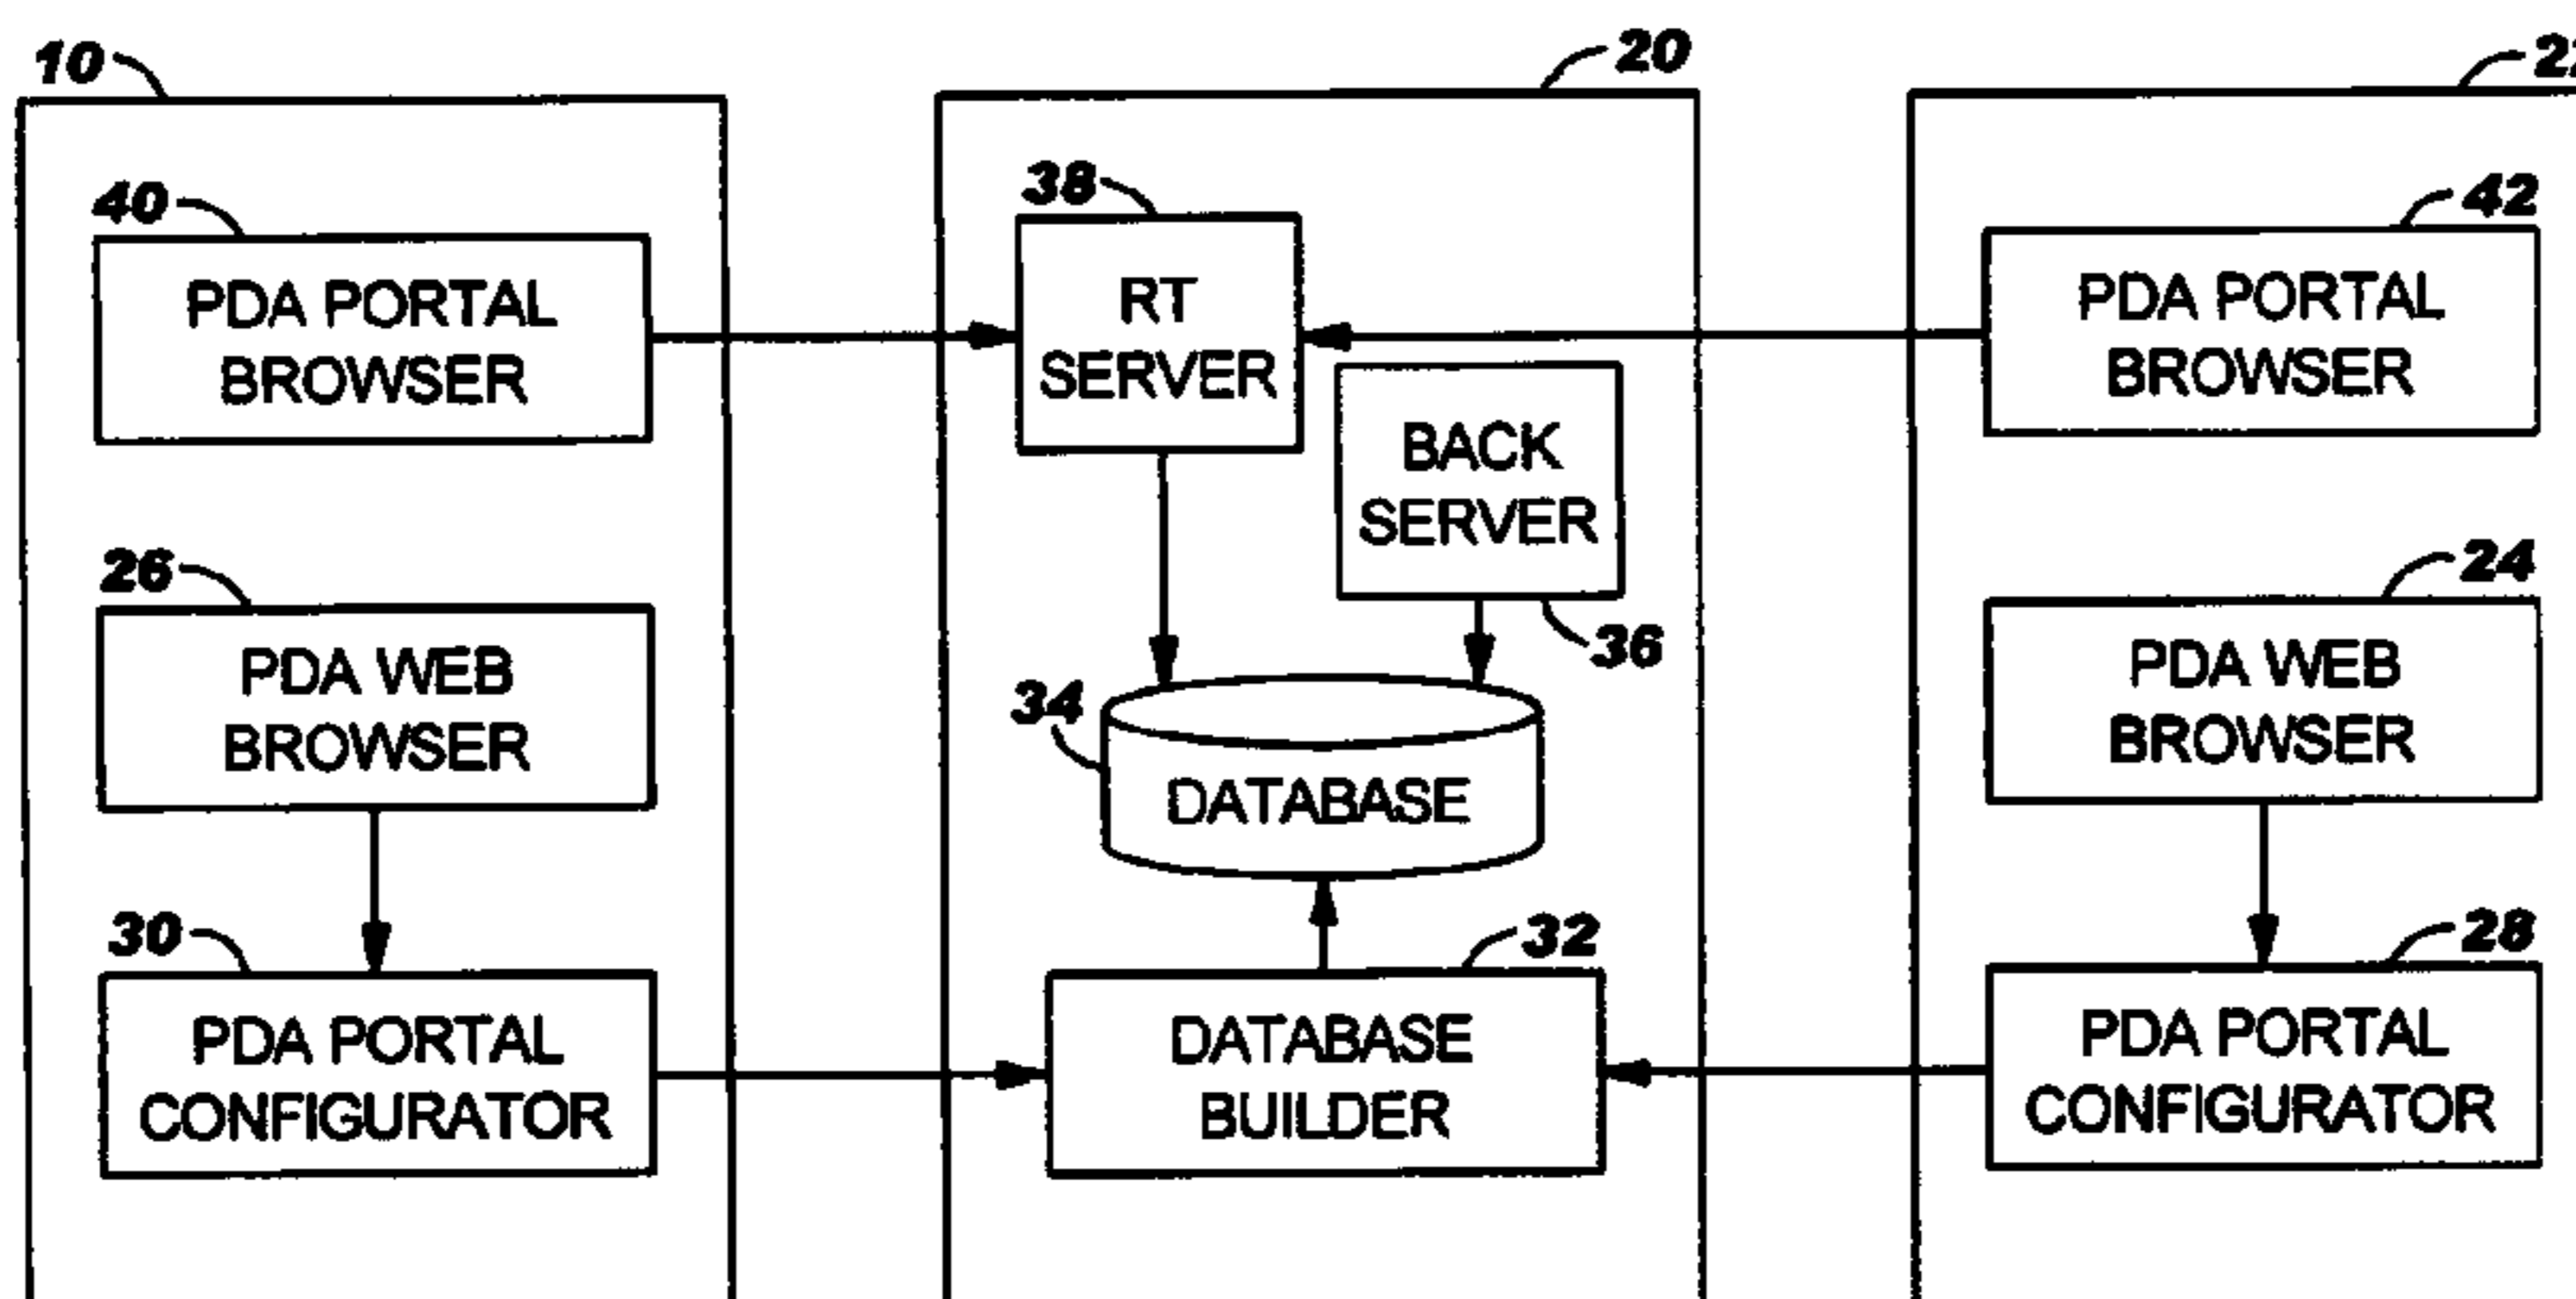 10
20
40
PDA PORTAL
BROWSER
38
RT
SERVER
42
PDA PORTAL
BROWSER
BACK
SERVER
36
26
PDA WEB
BROWSER
34
DATABASE
24
PDA WEB
BROWSER
30
PDA PORTAL
CONFIGURATOR
32
DATABASE
BUILDER
28
PDA PORTAL
CONFIGURATOR